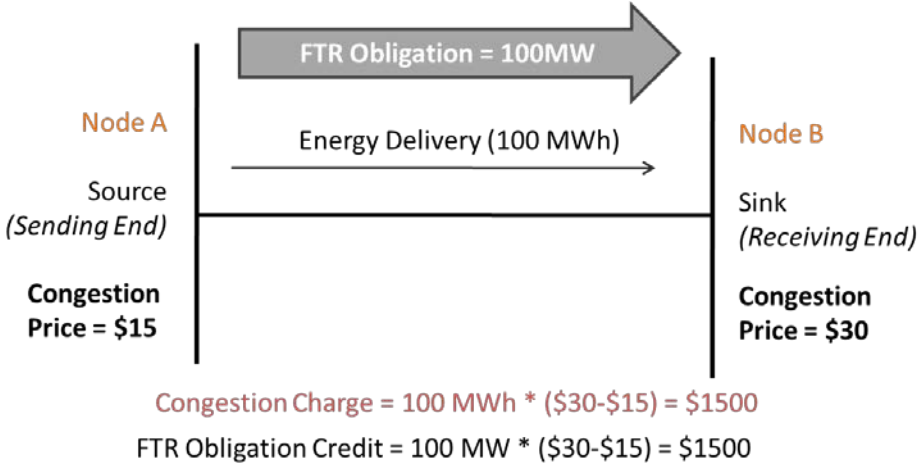 FTR Obligation = 100MW
Node A
Energy Delivery (100 MWh)
Node B
Source
(Sending End)
Sink
(Receiving End)
Congestion
Price = $15
Congestion
Price = $30
Congestion Charge = 100 MWh * ($30-$15) = $1500
FTR Obligation Credit = 100 MW * ($30-$15) = $1500